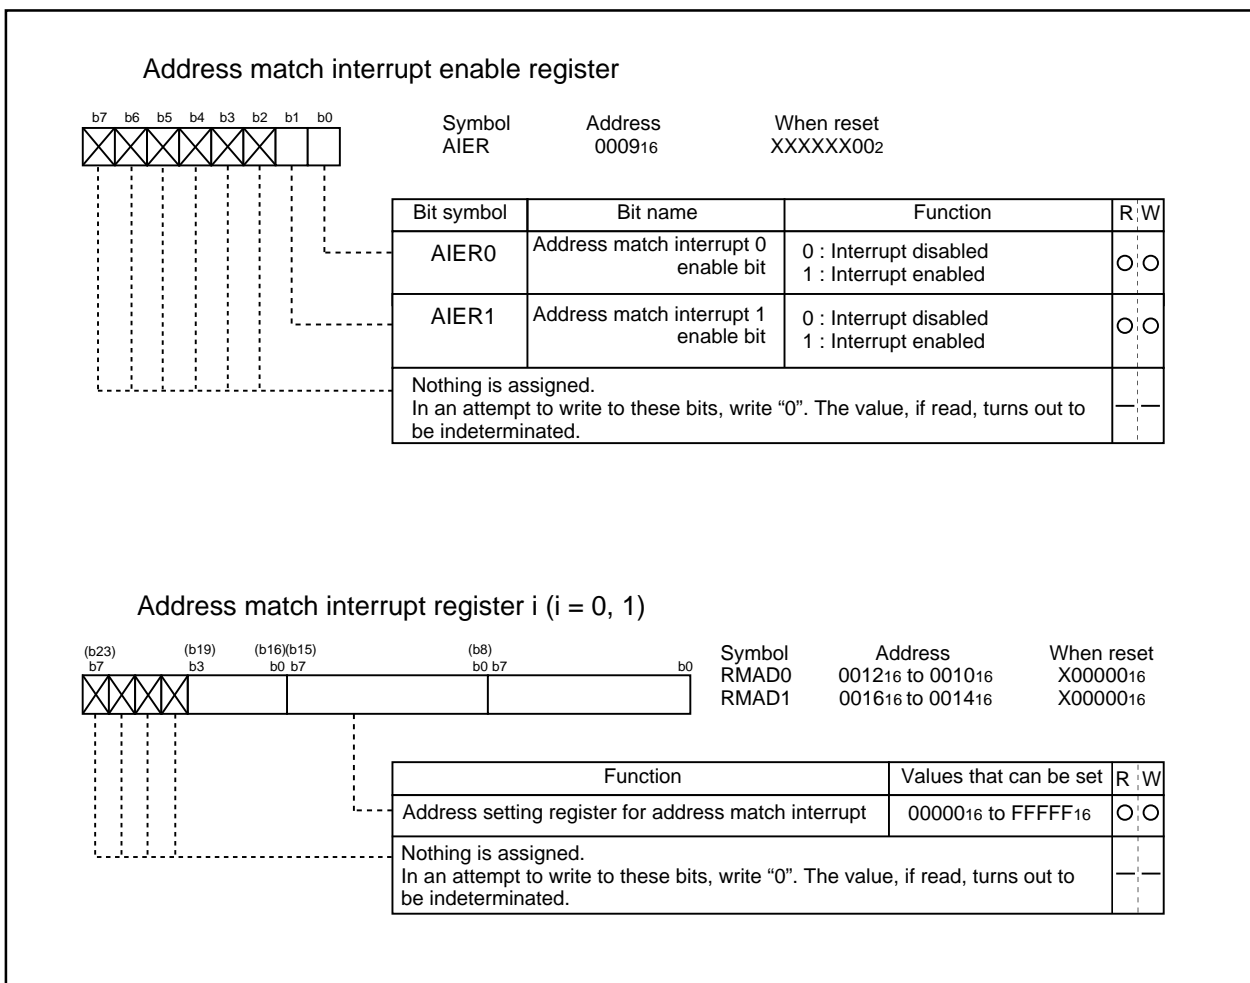 Address match interrupt enable register
b7 b6 b5 b4 b3 b2 b1 b0
Symbol Address When reset
AIER 000916 XXXXXX002
Bit symbol Bit name Function R W
AIER0 Address match interrupt 0 enable bit 0 : Interrupt disabled
1 : Interrupt enabled
AIER1 Address match interrupt 1 enable bit 0 : Interrupt disabled
1 : Interrupt enabled
Nothing is assigned.
In an attempt to write to these bits, write “0”. The value, if read, turns out to
be indeterminated.
Address match interrupt register i (i = 0, 1)
(b23) (b19) (b16)(b15) (b8)
b7 b3 b0 b7 b0 b7 b0
Symbol Address When reset
RMAD0 001216 to 001016 X0000016
RMAD1 001616 to 001416 X0000016
Function Values that can be set R W
Address setting register for address match interrupt 0000016 to FFFFF16
Nothing is assigned.
In an attempt to write to these bits, write “0”. The value, if read, turns out to
be indeterminated.